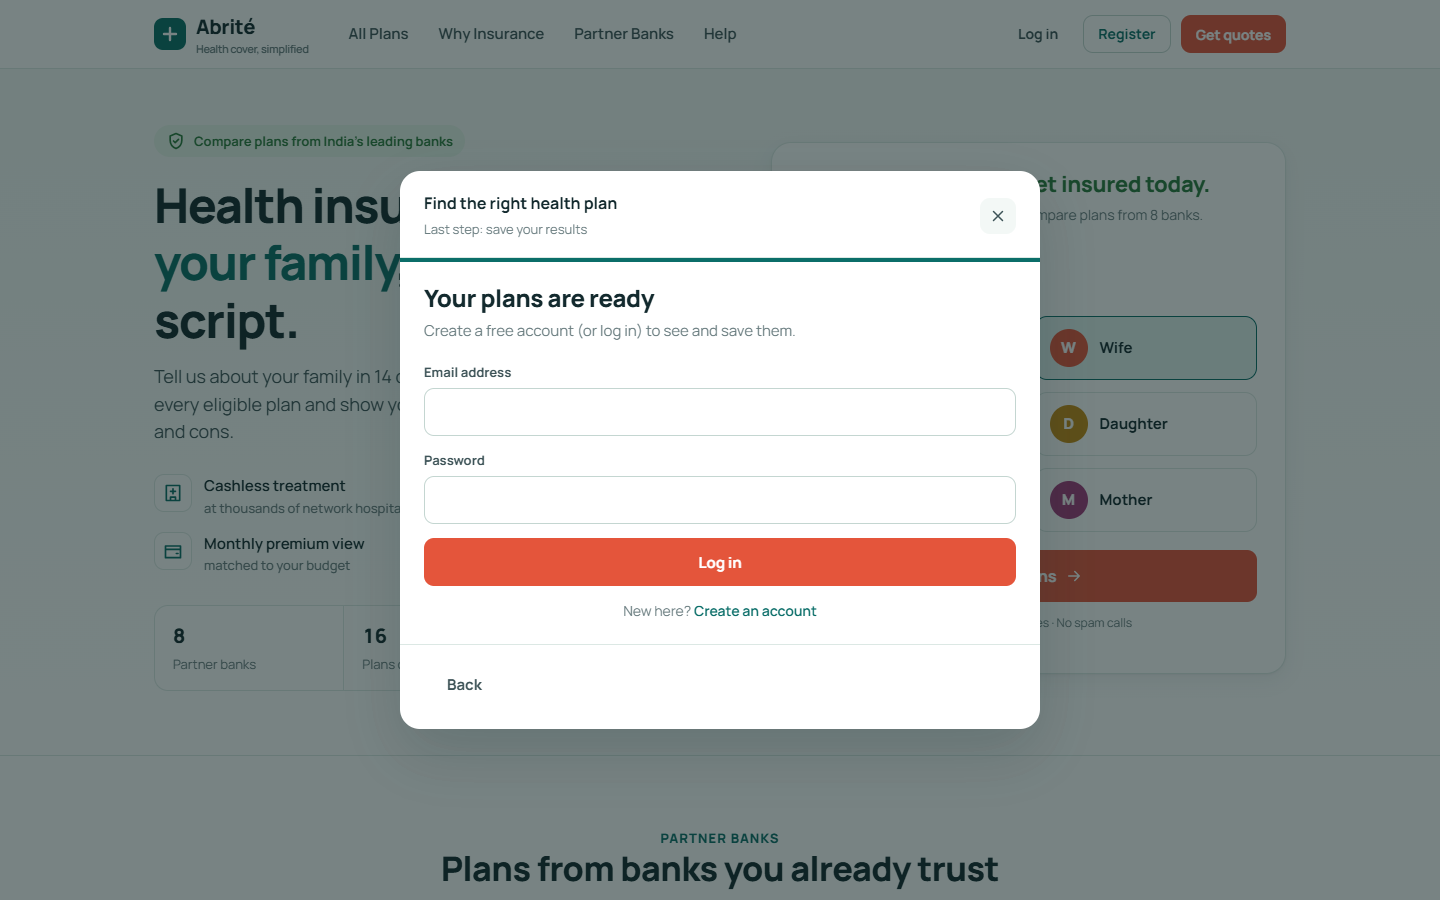 Abrité
Health cover, simplified
All Plans
Why Insurance
Partner Banks
Help
Log in
Register
Get quotes
Compare plans from India's leading banks
Health insu
your family,
script.
Tell us about your family in 14
every eligible plan and show
and cons.
Cashless treatment
at thousands of network hospita
Monthly premium view
matched to your budget
8
Partner banks
16
Plans
et insured today.
mpare plans from 8 banks.
W
Wife
D
Daughter
M
Mother
ns →
es · No spam calls
Find the right health plan
Last step: save your results
Your plans are ready
Create a free account (or log in) to see and save them.
Email address
Password
Log in
New here? Create an account
Back
PARTNER BANKS
Plans from banks you already trust